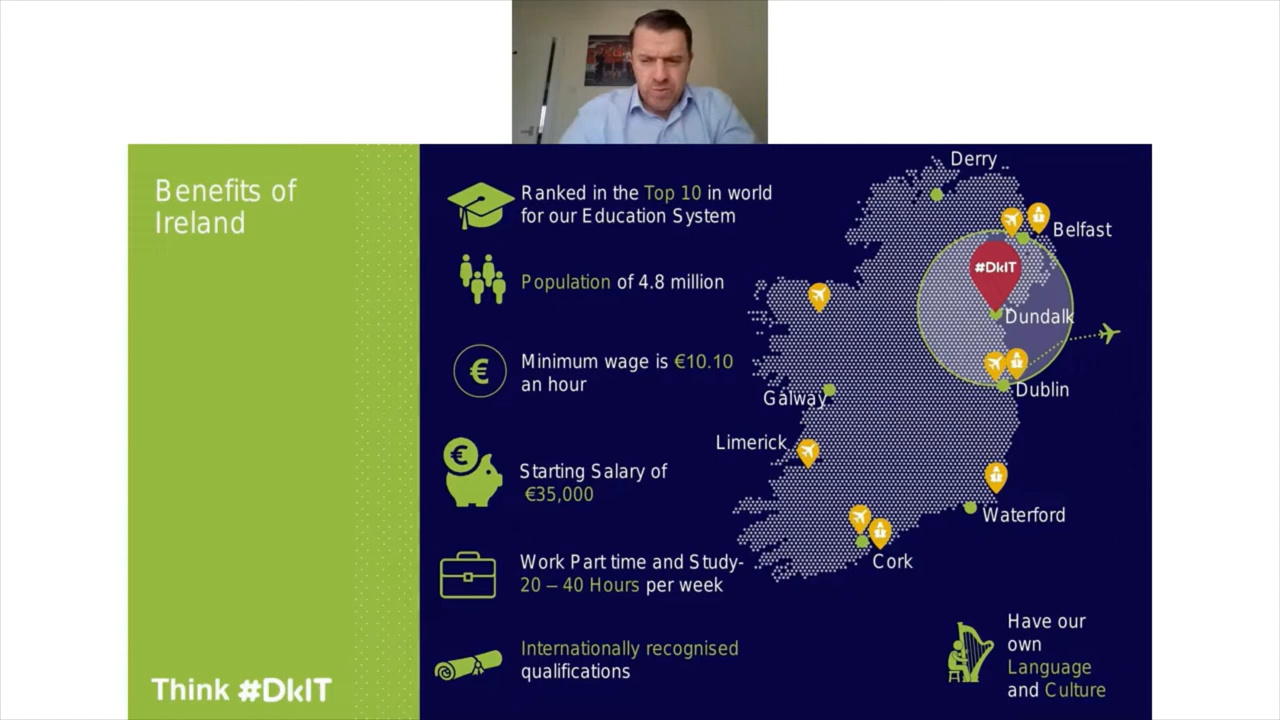 Benefits of
Ireland
Ranked in the Top 10 in world
for our Education System
Population of 4.8 million
Minimum wage is €10.10
an hour
Starting Salary of
€35,000
Work Part time and Study-
20 – 40 Hours per week
Internationally recognised
qualifications
Derry
Belfast
#DkIT
Dundalk
Dublin
Galway
Limerick
Waterford
Cork
Have our
own
Language
and Culture
Think #DkIT